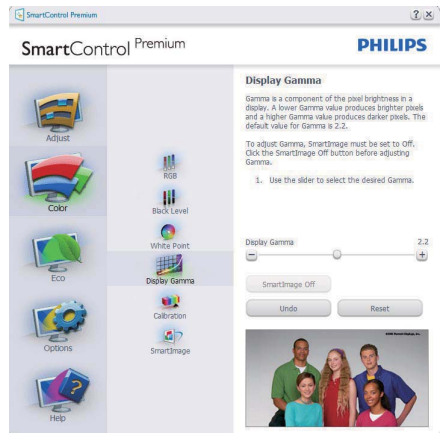 SmartControl Premium
? X
SmartControl Premium
PHILIPS
Adjust
Color
Eco
Options
Help
RGB
Black Level
White Point
Display Gamma
Calibration
SmartImage
Display Gamma
Gamma is a component of the pixel brightness in a
display. A lower Gamma value produces brighter pixels
and a higher Gamma value produces darker pixels. The
default value for Gamma is 2.2.
To adjust Gamma, SmartImage must be set to Off.
Click the SmartImage Off button before adjusting
Gamma.
1. Use the slider to select the desired Gamma.
Display Gamma 2.2
SmartImage Off
Undo Reset